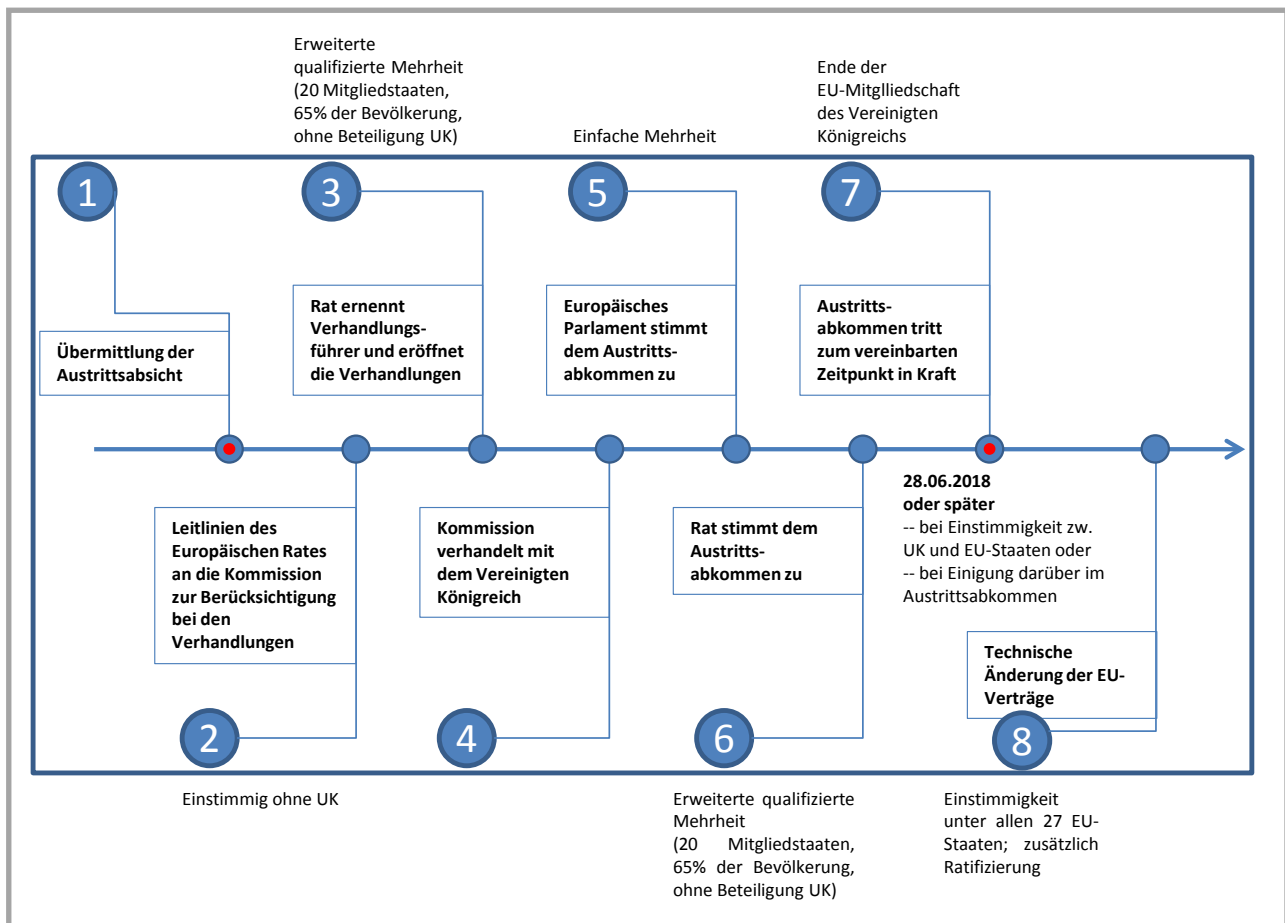 Erweiterte
qualifizierte Mehrheit
(20 Mitgliedstaaten,
65% der Bevölkerung,
ohne Beteiligung UK)
Einfache Mehrheit
Ende der
EU-Mitglliedschaft
des Vereinigten
Königreichs
1
3
5
7
Übermittlung der
Austrittsabsicht
Rat ernennt
Verhandlungs-
führer und eröffnet
die Verhandlungen
Europäisches
Parlament stimmt
dem Austritts-
abkommen zu
Austritts-
abkommen tritt
zum vereinbarten
Zeitpunkt in Kraft
Leitlinien des
Europäischen Rates
an die Kommission
zur Berücksichtigung
bei den
Verhandlungen
Kommission
verhandelt mit
dem Vereinigten
Königreich
Rat stimmt dem
Austritts-
abkommen zu
28.06.2018
oder später
-- bei Einstimmigkeit zw.
UK und EU-Staaten oder
-- bei Einigung darüber im
Austrittsabkommen
Technische
Änderung der EU-
Verträge
2
4
6
8
Einstimmig ohne UK
Erweiterte qualifizierte
Mehrheit
(20 Mitgliedstaaten,
65% der Bevölkerung,
ohne Beteiligung UK)
Einstimmigkeit
unter allen 27 EU-
Staaten; zusätzlich
Ratifizierung